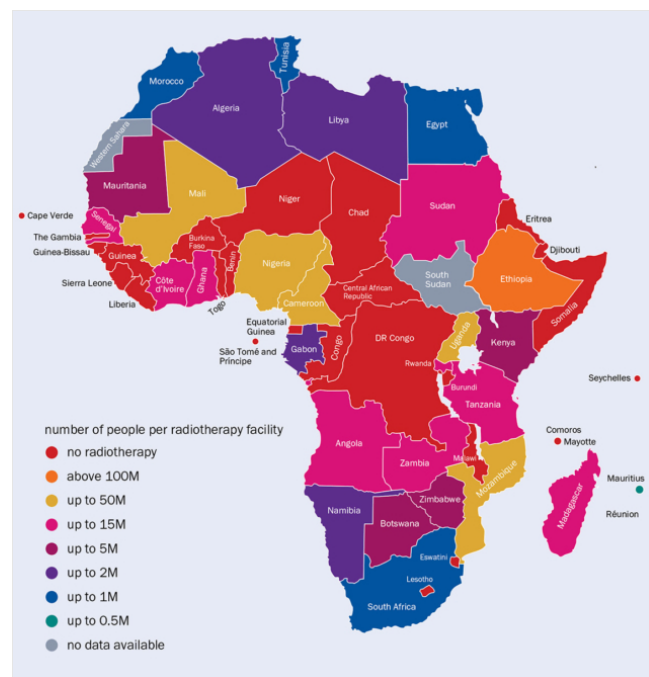 Tunisia
Morocco
Algeria
Libya
Egypt
Western Sahara
Mauritania
Mali
Niger
Chad
Sudan
Eritrea
Cape Verde
Senegal
The Gambia
Guinea-Bissau
Guinea
Burkina
Faso
Benin
Djibouti
Nigeria
South
Sudan
Ethiopia
Sierra Leone
Côte
d'Ivoire
Ghana
Central African
Republic
Liberia
Togo
Cameroon
Somalia
Equatorial
Guinea
Gabon
Congo
DR Congo
Uganda
Kenya
São Tomé and
Príncipe
Rwanda
Burundi
Seychelles
Tanzania
Comoros
Mayotte
Angola
Zambia
Malawi
Mozambique
Mauritius
Madagascar
Réunion
Namibia
Zimbabwe
Botswana
Eswatini
Lesotho
South Africa
number of people per radiotherapy facility
no radiotherapy
above 100M
up to 50M
up to 15M
up to 5M
up to 2M
up to 1M
up to 0.5M
no data available